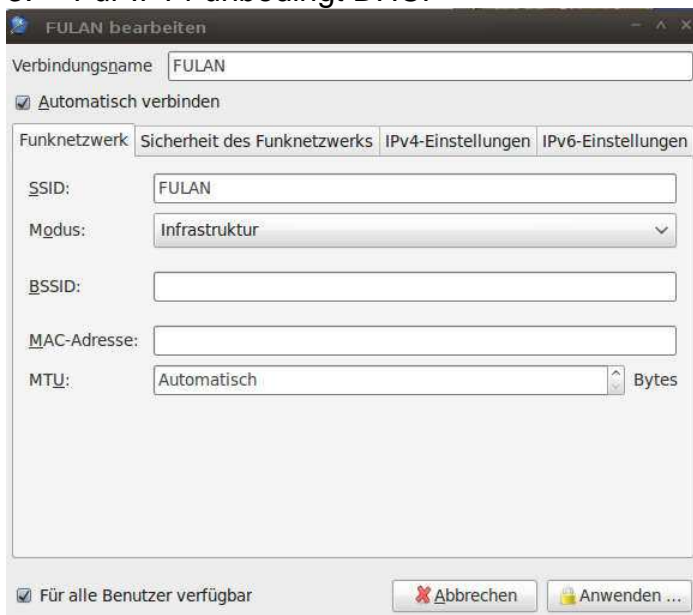 FULAN bearbeiten
Verbindungsname FULAN
Automatisch verbinden
Funknetzwerk Sicherheit des Funknetzwerks IPv4-Einstellungen IPv6-Einstellungen
SSID: FULAN
Modus: Infrastruktur
BSSID:
MAC-Adresse:
MTU: Automatisch Bytes
Für alle Benutzer verfügbar Abbrechen Anwenden ...